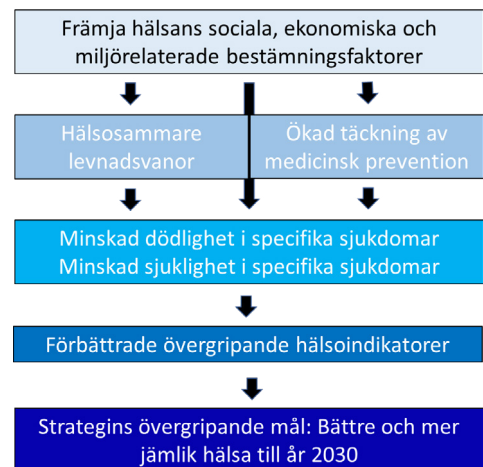 Främja hälsans sociala, ekonomiska och
miljörelaterade bestämningsfaktorer
Hälsosammare
levnadsvanor
Ökad täckning av
medicinsk prevention
Minskad dödlighet i specifika sjukdomar
Minskad sjuklighet i specifika sjukdomar
Förbättrade övergripande hälsoindikatorer
Strategins övergripande mål: Bättre och mer
jämlik hälsa till år 2030